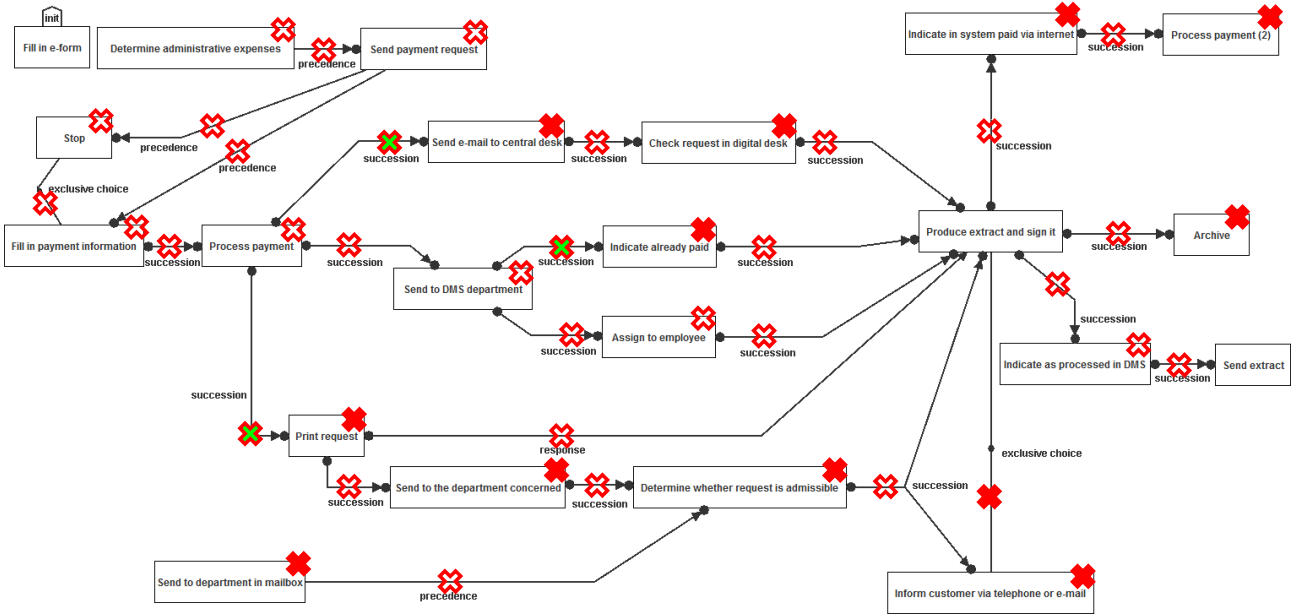 init
Fill in e-form
Determine administrative expenses
precedence
Send payment request
Indicate in system paid via internet
succession
Process payment (2)
Stop
precedence
precedence
exclusive choice
succession
Send e-mail to central desk
succession
Check request in digital desk
succession
succession
Fill in payment information
succession
Process payment
succession
Send to DMS department
succession
Indicate already paid
succession
Produce extract and sign it
succession
Archive
succession
Assign to employee
succession
succession
Indicate as processed in DMS
succession
Send extract
succession
Print request
response
exclusive choice
succession
Send to the department concerned
succession
Determine whether request is admissible
succession
Send to department in mailbox
precedence
Inform customer via telephone or e-mail